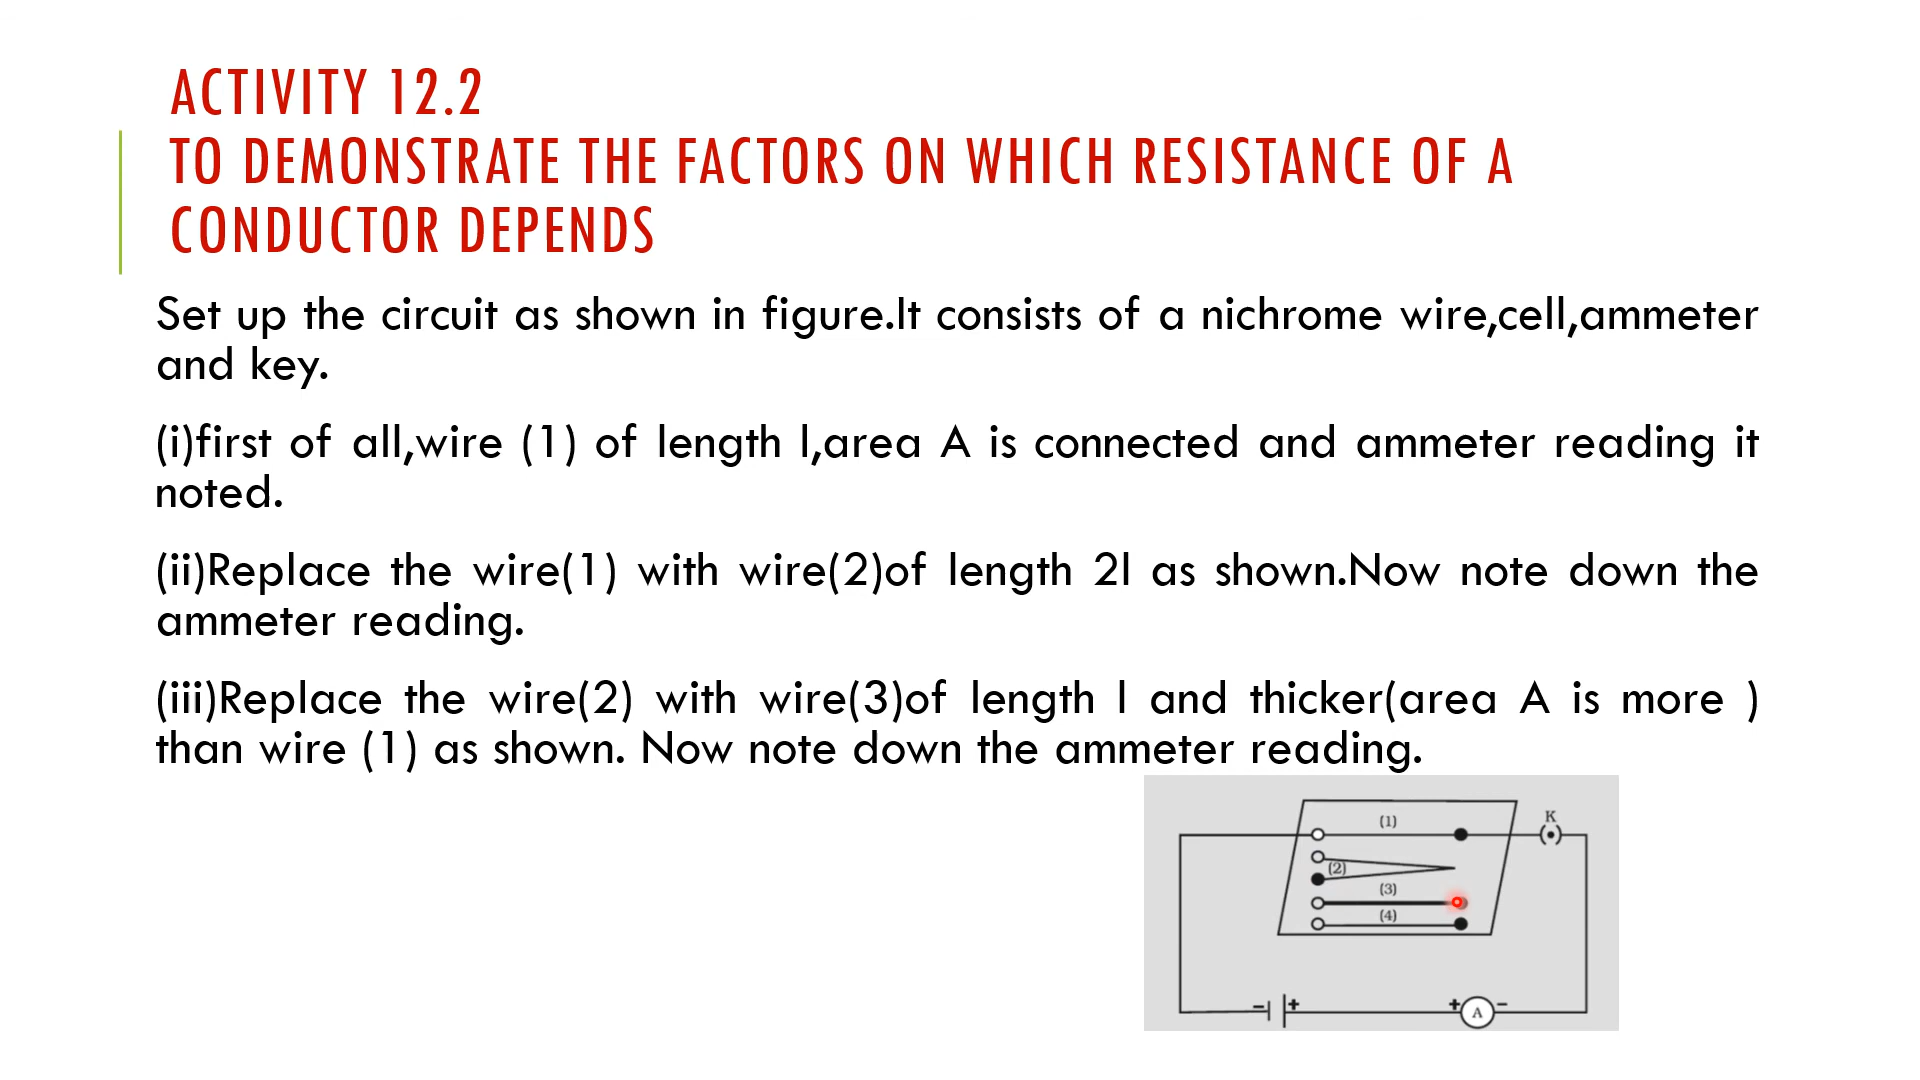 ACTIVITY 12.2
TO DEMONSTRATE THE FACTORS ON WHICH RESISTANCE OF A
CONDUCTOR DEPENDS
Set up the circuit as shown in figure.It consists of a nichrome wire,cell,ammeter
and key.
(i)first of all,wire (1) of length l,area A is connected and ammeter reading it
noted.
(ii)Replace the wire(1) with wire(2)of length 2l as shown.Now note down the
ammeter reading.
(iii)Replace the wire(2) with wire(3)of length l and thicker(area A is more )
than wire (1) as shown. Now note down the ammeter reading.
K
(1)
(2)
(3)
(4)
− +
+ A −